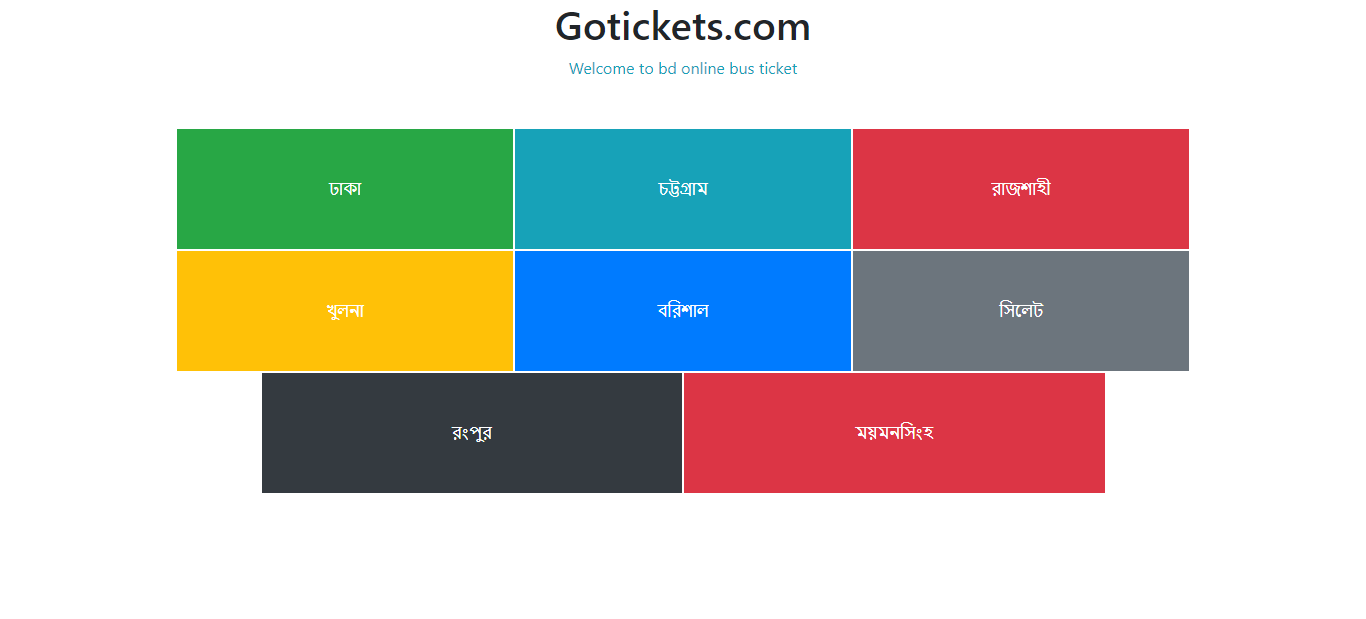 Gotickets.com
Welcome to bd online bus ticket
ঢাকা
চট্টগ্রাম
রাজশাহী
খুলনা
বরিশাল
সিলেট
রংপুর
ময়মনসিংহ